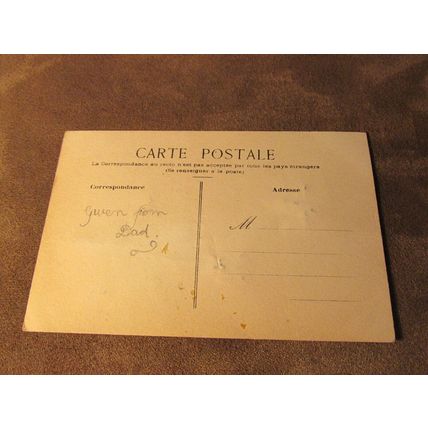 CARTE POSTALE
La Correspondance au recto n'est pas acceptée par tous les pays étrangers
(Se renseigner à la poste)
Correspondance
Adresse
Gwen from
Dad.
M